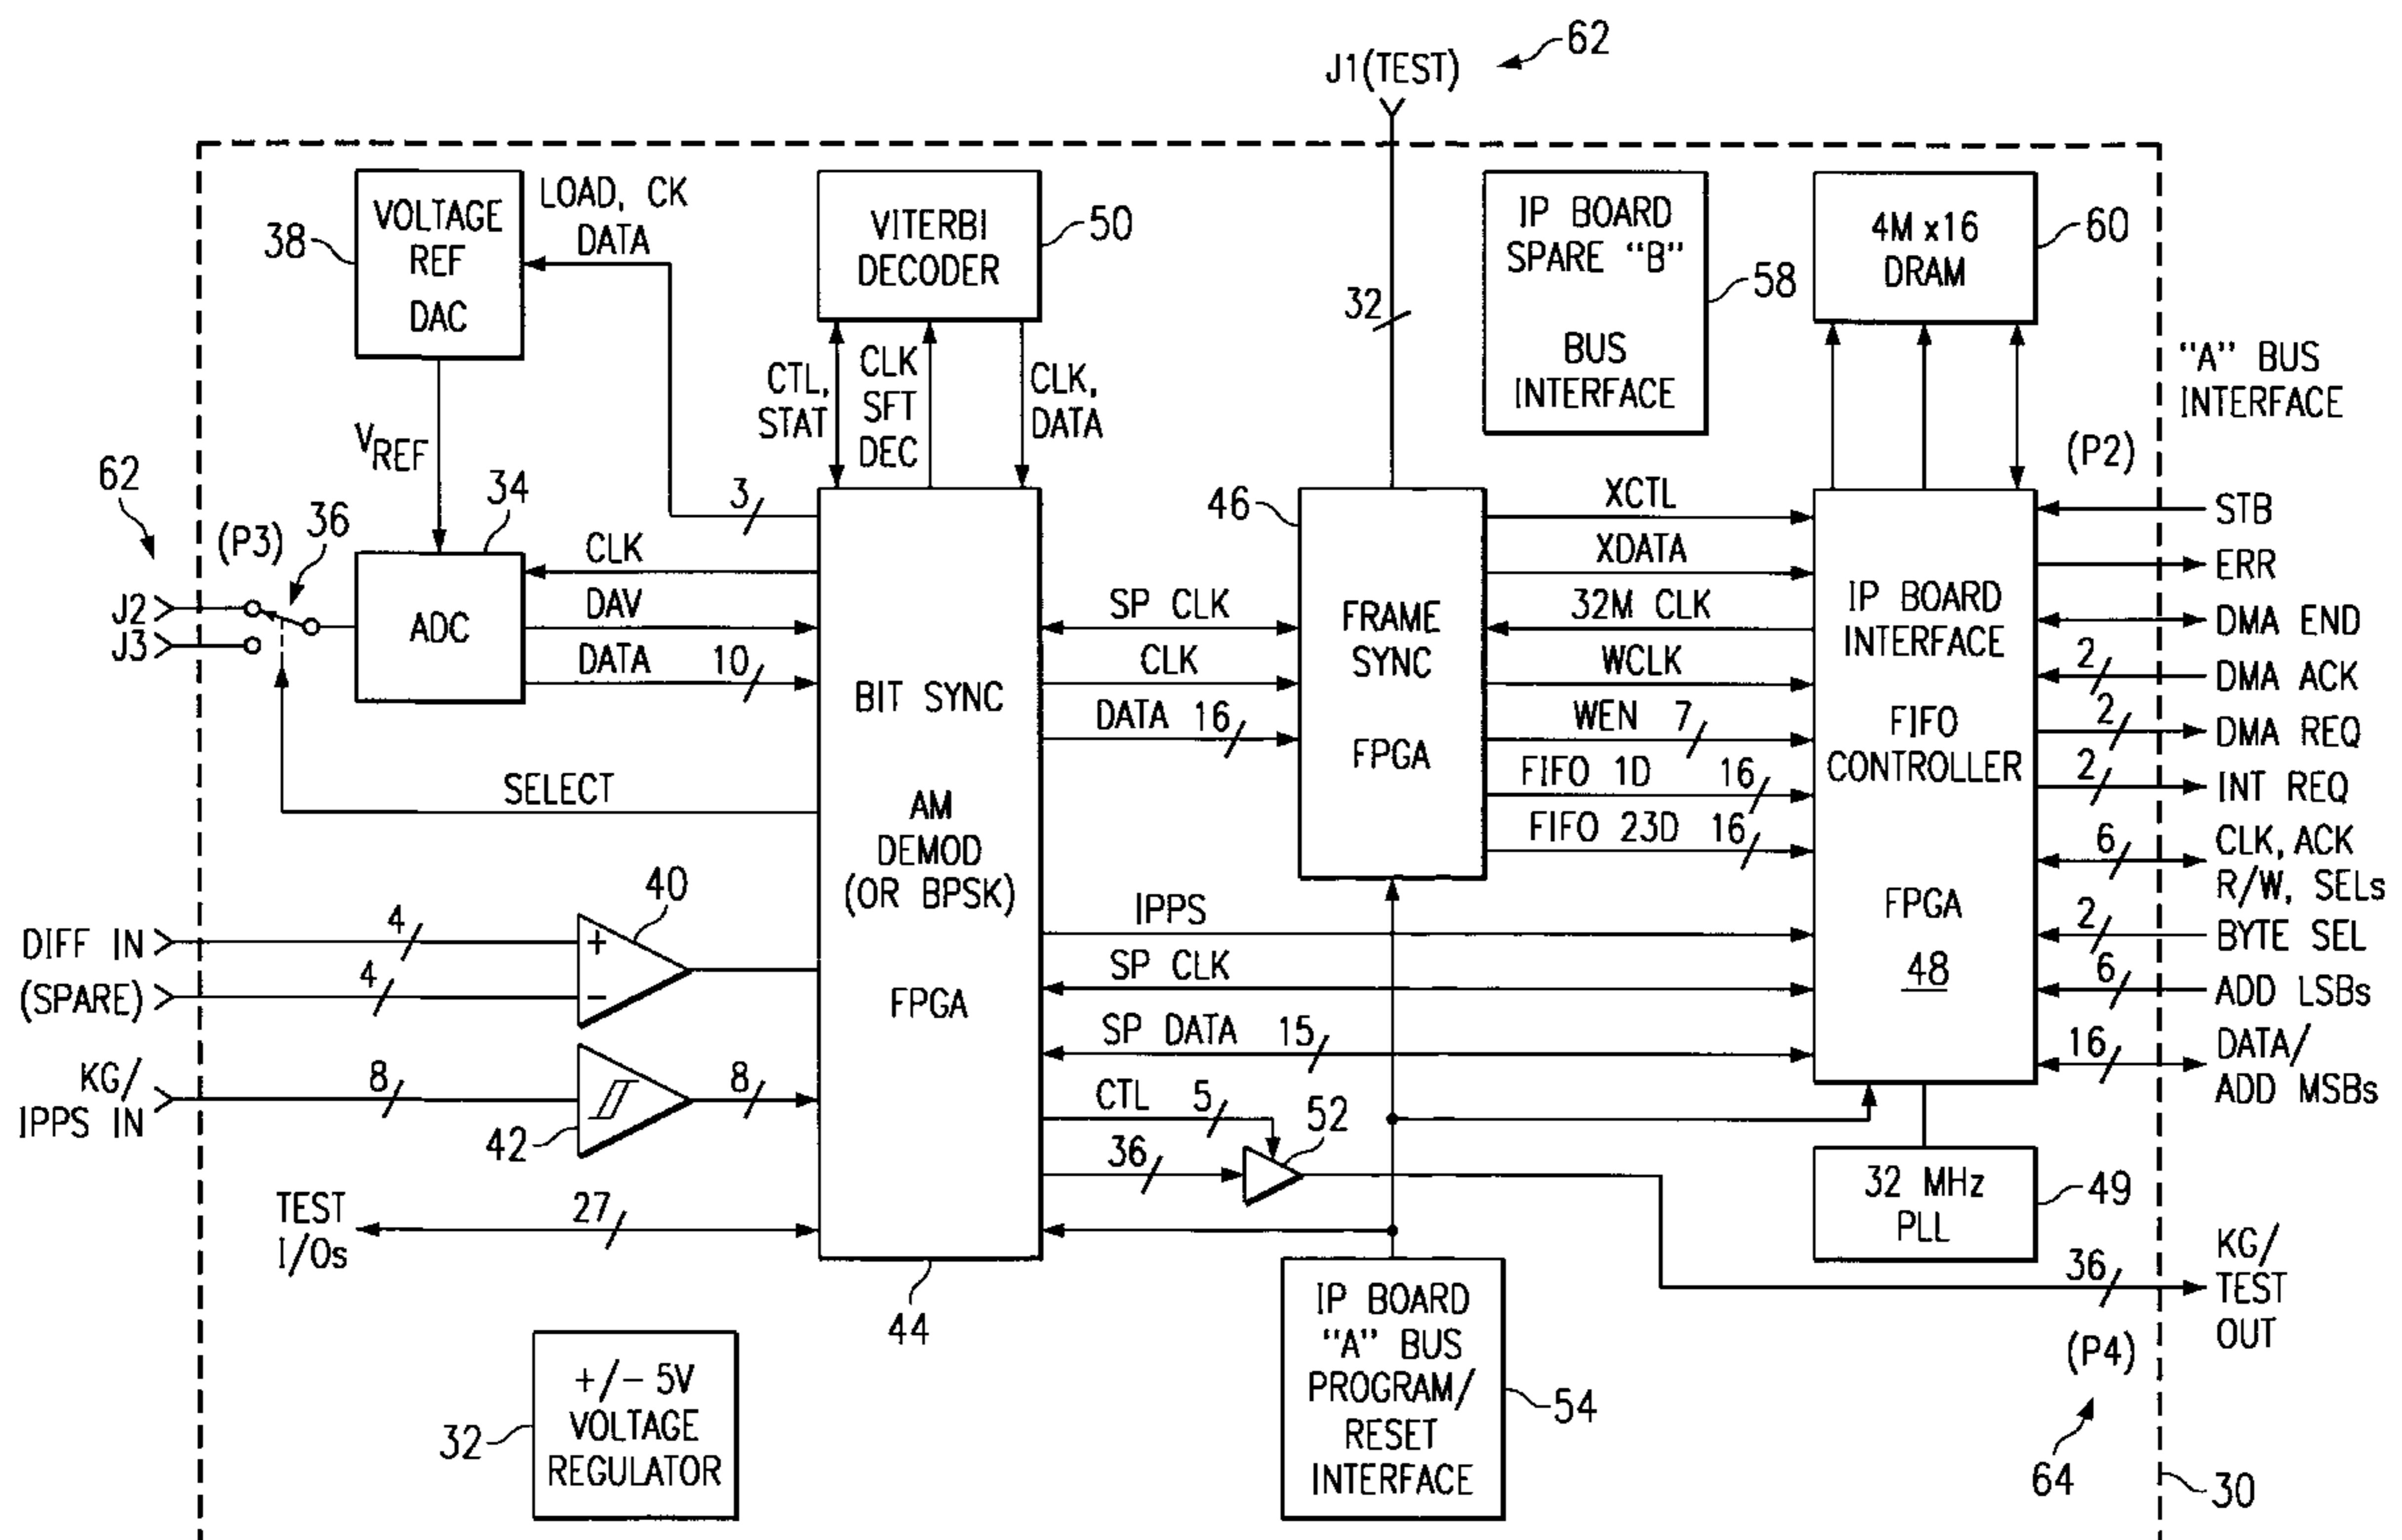 62
J1(TEST)
VOLTAGE
REF
DAC
38
LOAD, CK
DATA
VITERBI
DECODER
50
32
IP BOARD
SPARE "B"
BUS
INTERFACE
58
4M x16
DRAM
60
"A" BUS
INTERFACE
(P2)
CTL,
STAT
CLK
SFT
DEC
CLK,
DATA
VREF
62
(P3)
36
34
J2
J3
ADC
3
CLK
DAV
DATA 10
SELECT
BIT SYNC
AM
DEMOD
(OR BPSK)
FPGA
44
SP CLK
CLK
DATA 16
46
FRAME
SYNC
FPGA
XCTL
XDATA
32M CLK
WCLK
WEN 7
FIFO 1D 16
FIFO 23D 16
IP BOARD
INTERFACE
FIFO
CONTROLLER
FPGA
48
STB
ERR
DMA END
2 DMA ACK
2 DMA REQ
2 INT REQ
6 CLK, ACK
R/W, SELs
2 BYTE SEL
6 ADD LSBs
16 DATA/
ADD MSBs
DIFF IN 4
(SPARE) 4
+
−
40
KG/
IPPS IN
8
42
8
TEST
I/Os
27
IPPS
SP CLK
SP DATA 15
CTL 5
36
52
32 MHz
PLL
49
36
KG/
TEST
OUT
(P4)
64
30
+/− 5V
VOLTAGE
REGULATOR
32
IP BOARD
"A" BUS
PROGRAM/
RESET
INTERFACE
54